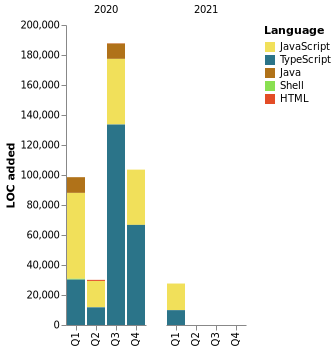 2020 2021
Language
JavaScript
TypeScript
Java
Shell
HTML
LOC added
200,000
180,000
160,000
140,000
120,000
100,000
80,000
60,000
40,000
20,000
0
Q1 Q2 Q3 Q4 Q1 Q2 Q3 Q4